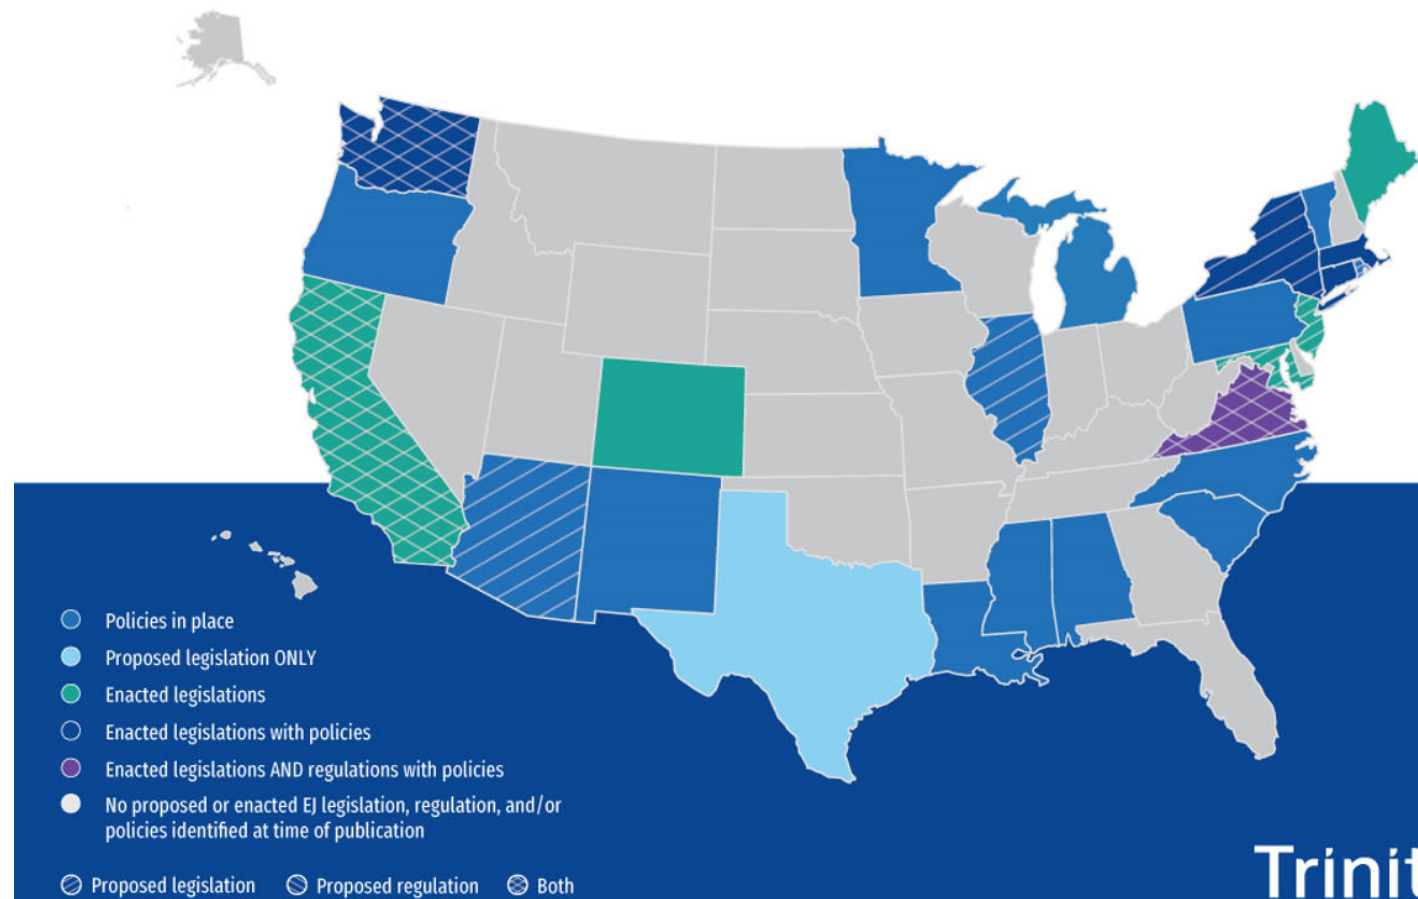 Policies in place
Proposed legislation ONLY
Enacted legislations
Enacted legislations with policies
Enacted legislations AND regulations with policies
No proposed or enacted EJ legislation, regulation, and/or
policies identified at time of publication
Proposed legislation Proposed regulation Both
Trinit